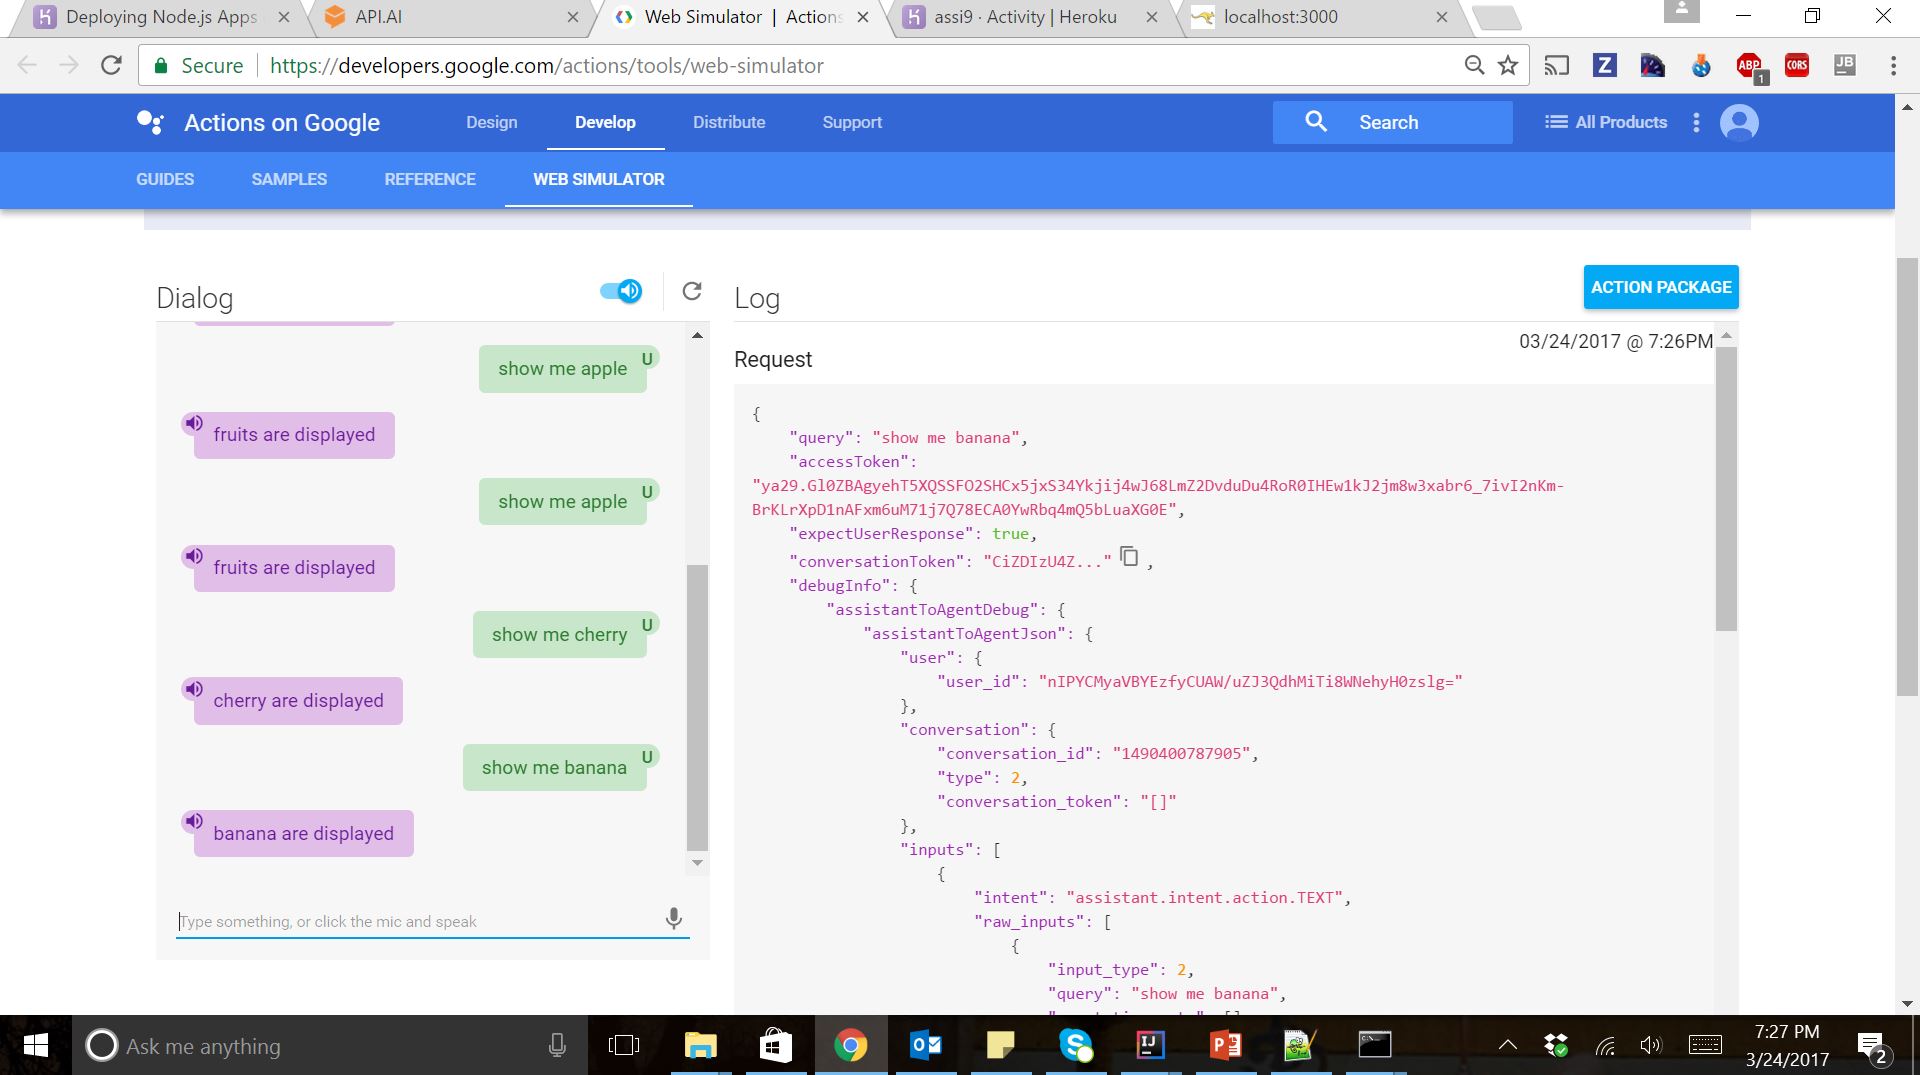 Deploying Node.js Apps
API.AI
Web Simulator | Actions
assi9 · Activity | Heroku
localhost:3000
Secure
https://developers.google.com/actions/tools/web-simulator
Z
ABP
1
CORS
JB
Actions on Google
Design
Develop
Distribute
Support
Search
All Products
GUIDES
SAMPLES
REFERENCE
WEB SIMULATOR
Dialog
show me apple
U
fruits are displayed
show me apple
U
fruits are displayed
show me cherry
U
cherry are displayed
show me banana
U
banana are displayed
Type something, or click the mic and speak
Log
ACTION PACKAGE
03/24/2017 @ 7:26PM
Request
{
"query": "show me banana",
"accessToken":
"ya29.Gl0ZBAgyehT5XQSSFO2SHCx5jxS34Ykjij4wJ68LmZ2DvduDu4RoR0IHEw1kJ2jm8w3xabr6_7ivI2nKm-
BrKLrXpD1nAFxm6uM71j7Q78ECA0YwRbq4mQ5bLuaXG0E",
"expectUserResponse": true,
"conversationToken": "CiZDIzU4Z..." ,
"debugInfo": {
"assistantToAgentDebug": {
"assistantToAgentJson": {
"user": {
"user_id": "nIPYCMyaVBYEzfyCUAW/uZJ3QdhMiTi8WNehyH0zslg="
},
"conversation": {
"conversation_id": "1490400787905",
"type": 2,
"conversation_token": "[]"
},
"inputs": [
{
"intent": "assistant.intent.action.TEXT",
"raw_inputs": [
{
"input_type": 2,
"query": "show me banana",
Ask me anything
7:27 PM
3/24/2017
2